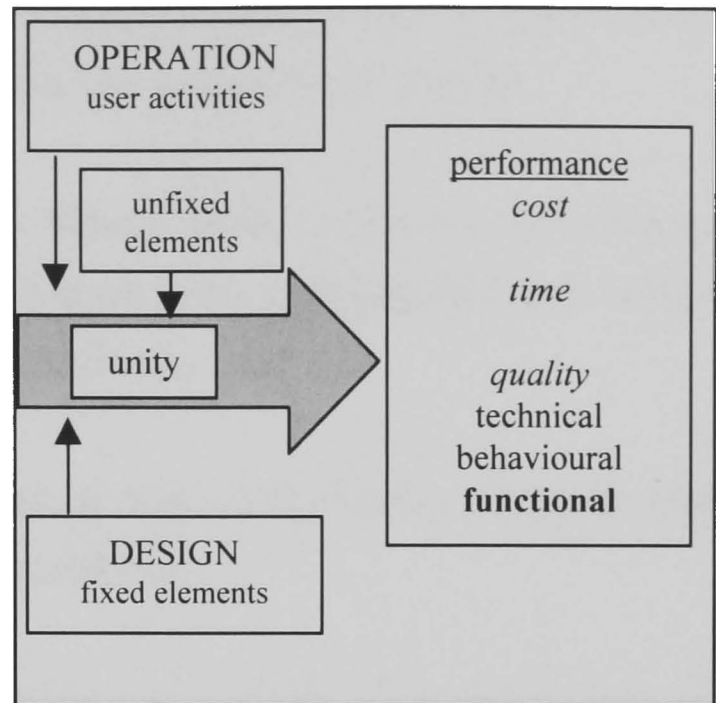 OPERATION
user activities
unfixed
elements
unity
DESIGN
fixed elements
performance
cost
time
quality
technical
behavioural
functional